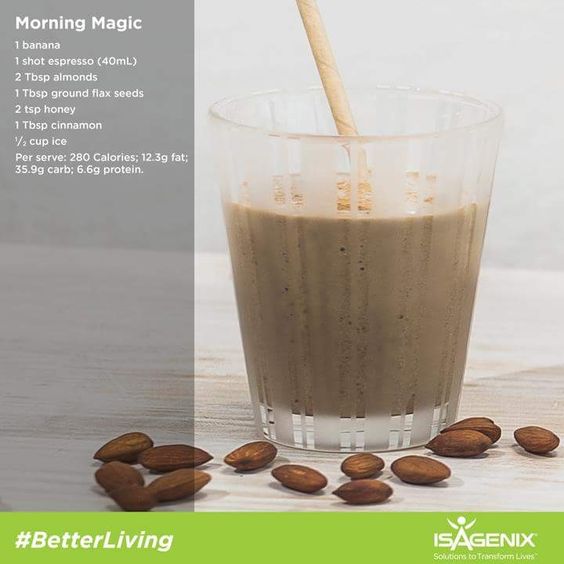 Morning Magic
1 banana
1 shot espresso (40mL)
2 Tbsp almonds
1 Tbsp ground flax seeds
2 tsp honey
1 Tbsp cinnamon
½ cup ice
Per serve: 280 Calories; 12.3g fat;
35.9g carb; 6.6g protein.
#BetterLiving
ISAGENIX®
Solutions to Transform Lives™